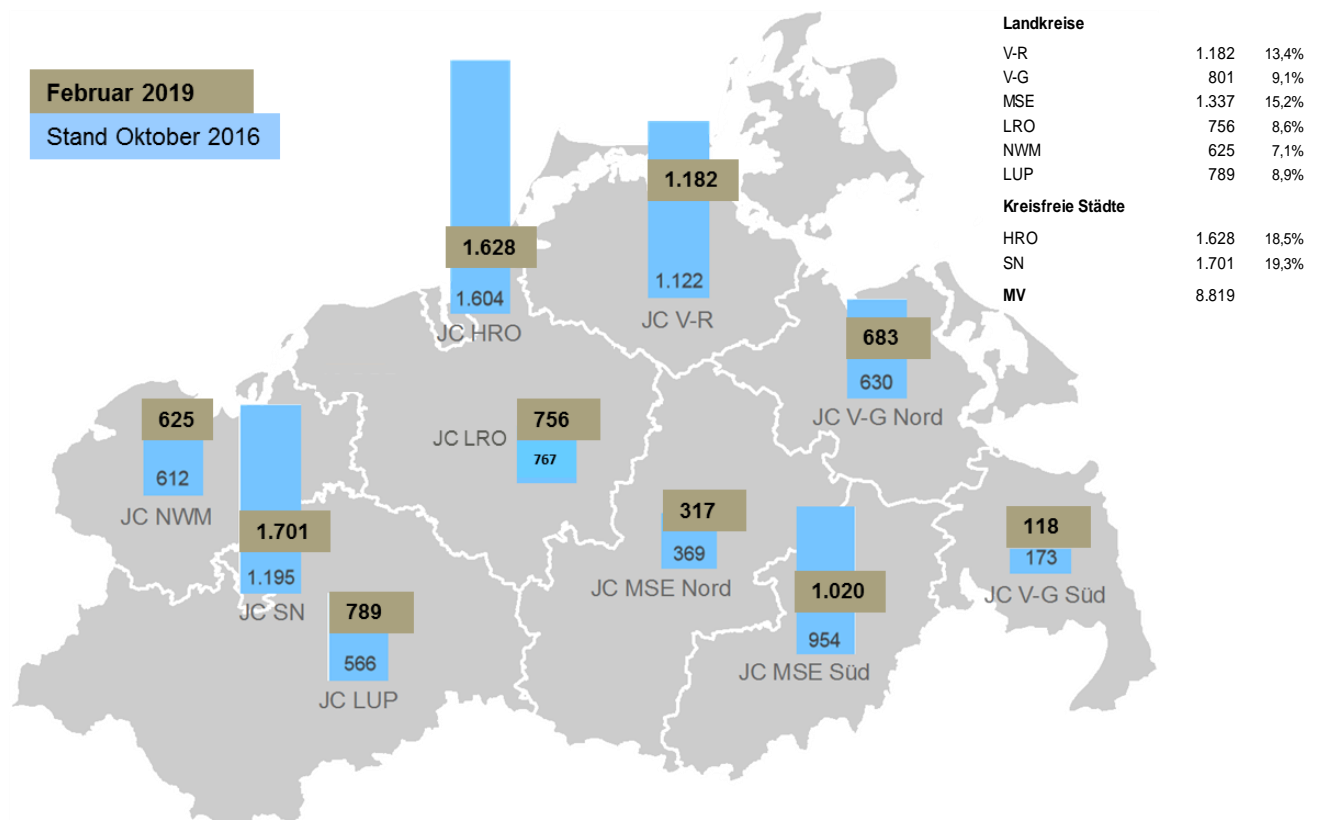 Februar 2019
Stand Oktober 2016
Landkreise
V-R 1.182 13,4%
V-G 801 9,1%
MSE 1.337 15,2%
LRO 756 8,6%
NWM 625 7,1%
LUP 789 8,9%
Kreisfreie Städte
HRO 1.628 18,5%
SN 1.701 19,3%
MV 8.819
1.628
1.604
JC HRO
1.182
1.122
JC V-R
683
630
JC V-G Nord
625
612
JC NWM
JC LRO
756
767
1.701
1.195
JC SN
789
566
JC LUP
317
369
JC MSE Nord
1.020
954
JC MSE Süd
118
173
JC V-G Süd